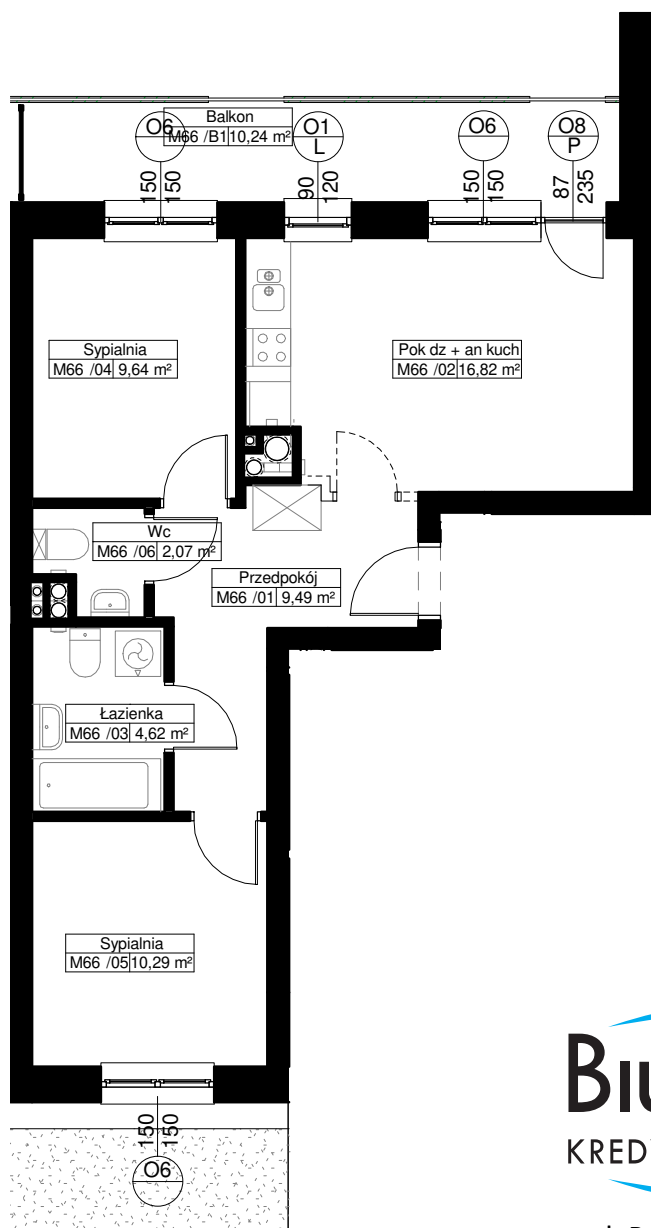 Balkon
M66 /B1 10,24 m²
O6
150
150
O1
L
90
120
O6
150
150
O8
P
87
235
Sypialnia
M66 /04 9,64 m²
Pok dz + an kuch
M66 /02 16,82 m²
Wc
M66 /06 2,07 m²
Przedpokój
M66 /01 9,49 m²
Łazienka
M66 /03 4,62 m²
Sypialnia
M66 /05 10,29 m²
150
150
O6
BIU
KRED